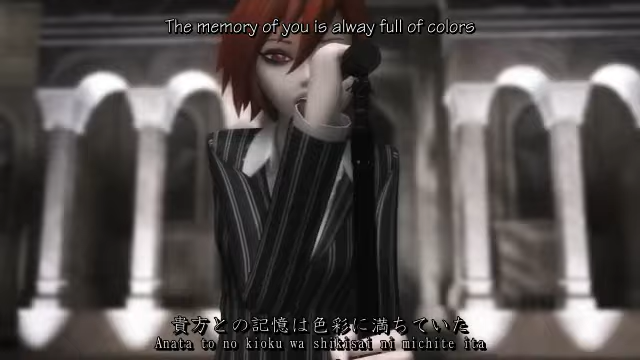 The memory of you is alway full of colors
貴方との記憶は色彩に満ちていた
Anata to no kioku wa shikisai ni michite ita